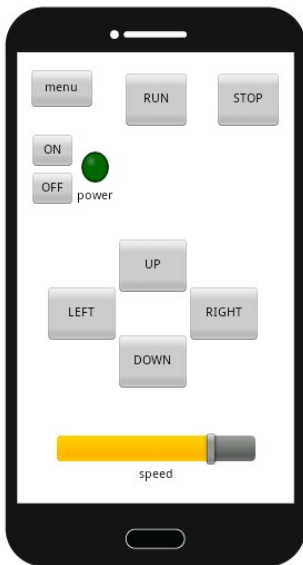 menu
RUN
STOP
ON
OFF
power
UP
LEFT
RIGHT
DOWN
speed